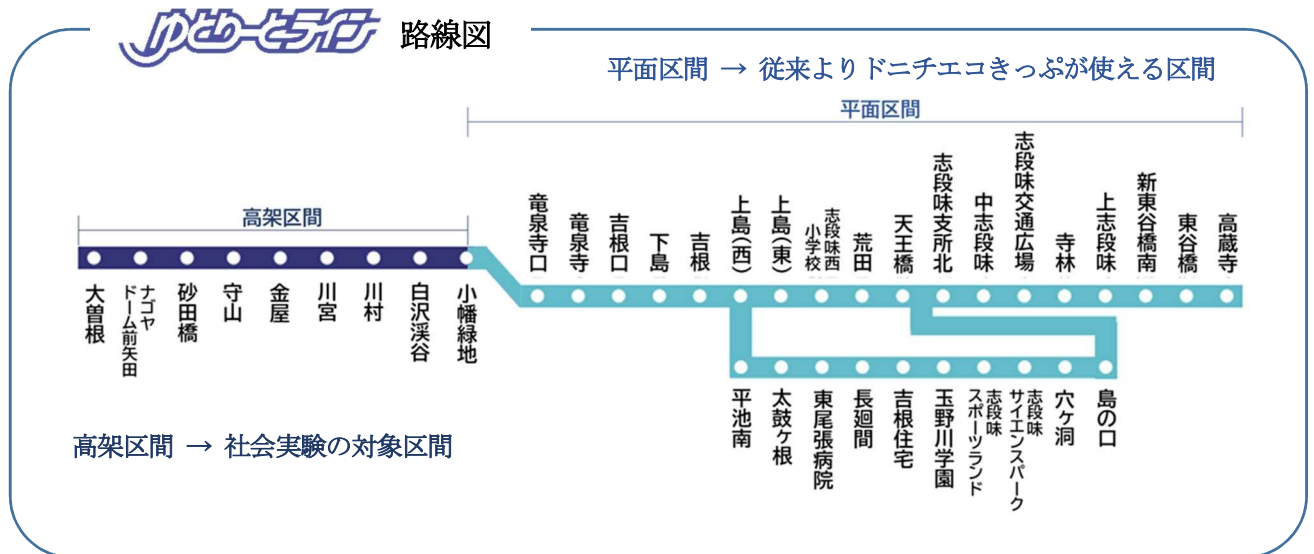 ゆとりーとライン 路線図
平面区間 → 従来よりドニチエコきっぷが使える区間
平面区間
高架区間
大曽根
ナゴヤ
ドーム前矢田
砂田橋
守山
金屋
川宮
川村
白沢渓谷
小幡緑地
竜泉寺口
竜泉寺
吉根口
下島
吉根
上島(西)
上島(東)
志段味西
小学校
荒田
天王橋
志段味支所北
中志段味
志段味交通広場
寺林
上志段味
新東谷橋南
東谷橋
高蔵寺
平池南
太鼓ヶ根
東尾張病院
長廻間
吉根住宅
玉野川学園
志段味
スポーツランド
志段味
サイエンスパーク
穴ヶ洞
島の口
高架区間 → 社会実験の対象区間